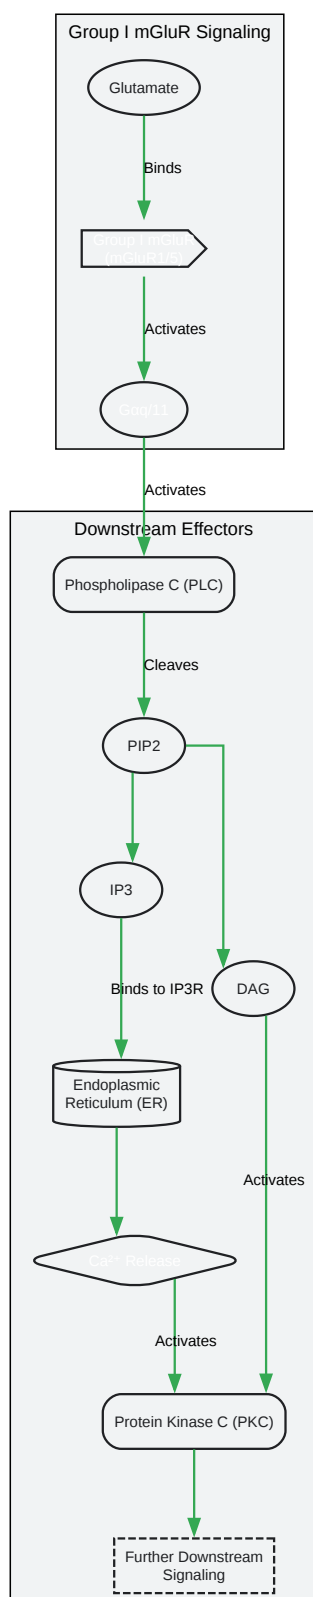 Group I mGluR Signaling
Glutamate
Binds
Group I mGluR
(mGluR1/5)
Activates
Gαq/11
Activates
Downstream Effectors
Phospholipase C (PLC)
Cleaves
PIP2
IP3
Binds to IP3R
DAG
Endoplasmic
Reticulum (ER)
Activates
Ca²⁺ Release
Activates
Protein Kinase C (PKC)
Further Downstream
Signaling